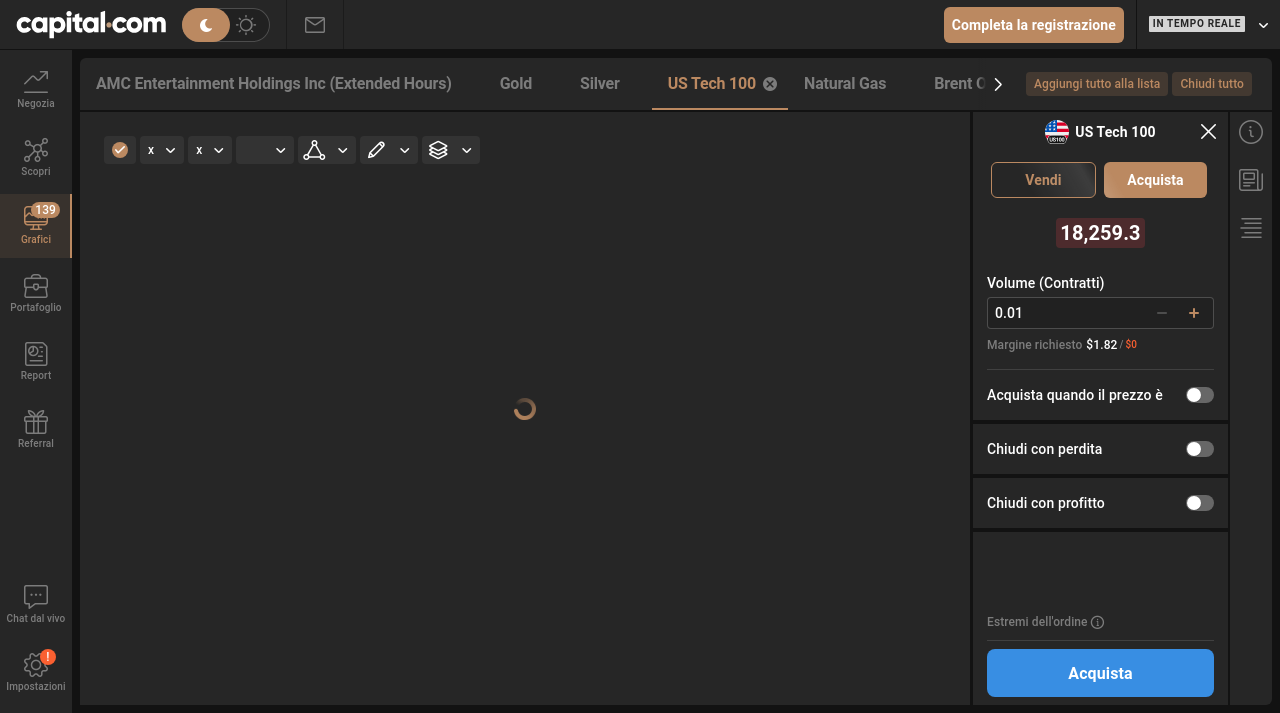 capital.com
Completa la registrazione
IN TEMPO REALE
AMC Entertainment Holdings Inc (Extended Hours)
Gold
Silver
US Tech 100
Natural Gas
Brent
Aggiungi tutto alla lista
Chiudi tutto
Negozia
Scopri
139
Grafici
Portafoglio
Report
Referral
Chat dal vivo
!
Impostazioni
x
x
US100
US Tech 100
Vendi
Acquista
18,259.3
Volume (Contratti)
0.01
Margine richiesto $1.82 / $0
Acquista quando il prezzo è
Chiudi con perdita
Chiudi con profitto
Estremi dell'ordine
Acquista